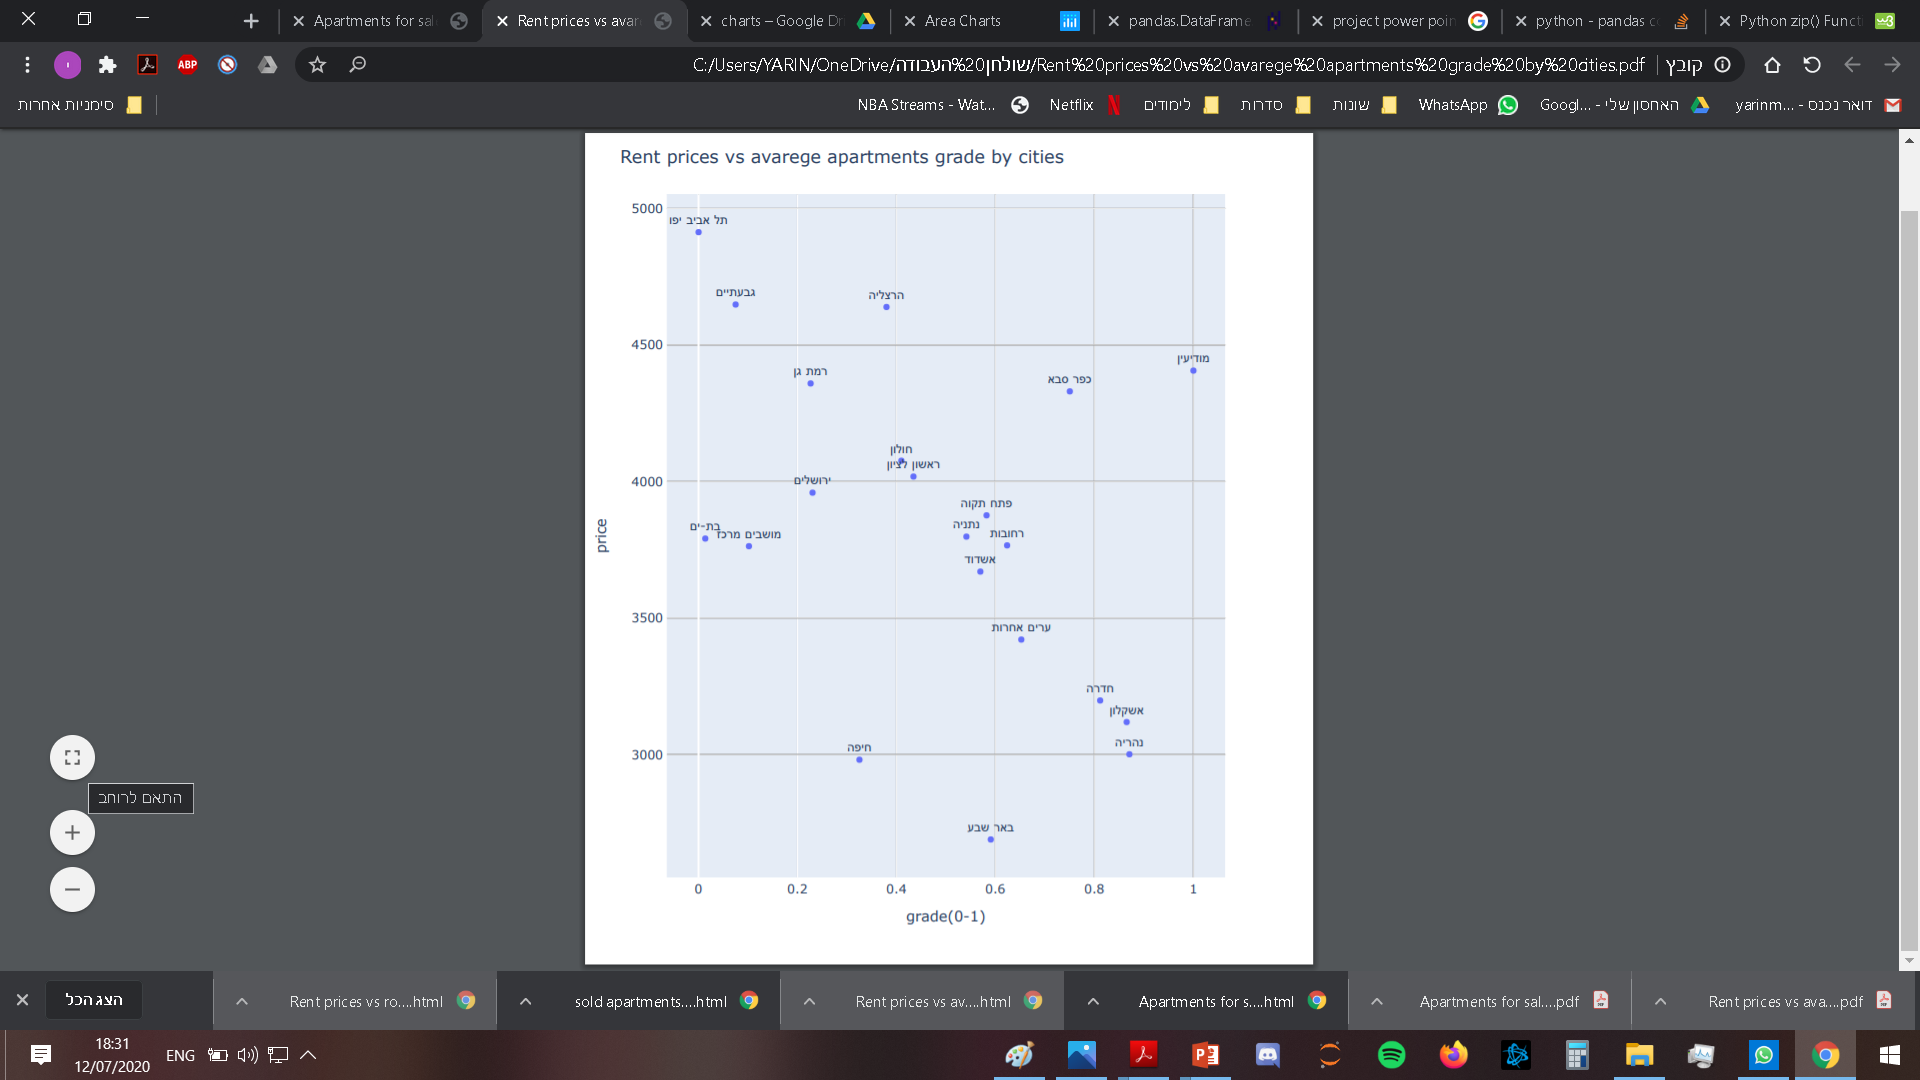 Apartments for sal
Rent prices vs avare
charts – Google Dr
Area Charts
pandas.DataFrame.
project power poin
python - pandas co
Python zip() Funct
C:/Users/YARIN/OneDrive/שולחן%20העבודה/Rent%20prices%20vs%20avarege%20apartments%20grade%20by%20cities.pdf
קובץ
ABP
דואר נכנס - yarinm...
האחסון שלי - Googl...
WhatsApp
שונות
סדרות
לימודים
Netflix
NBA Streams - Wat...
סימניות אחרות
Rent prices vs avarege apartments grade by cities
5000
תל אביב יפו
גבעתיים
הרצליה
4500
מודיעין
רמת גן
כפר סבא
חולון
ראשון לציון
4000
ירושלים
פתח תקוה
נתניה
רחובות
בת-ים
מושבים מרכז
אשדוד
price
3500
ערים אחרות
חדרה
אשקלון
נהריה
3000
חיפה
באר שבע
0
0.2
0.4
0.6
0.8
1
grade(0-1)
התאם לרוחב
הצג הכל
Rent prices vs ro....html
sold apartments....html
Rent prices vs av....html
Apartments for s....html
Apartments for sal....pdf
Rent prices vs ava....pdf
18:31
12/07/2020
ENG